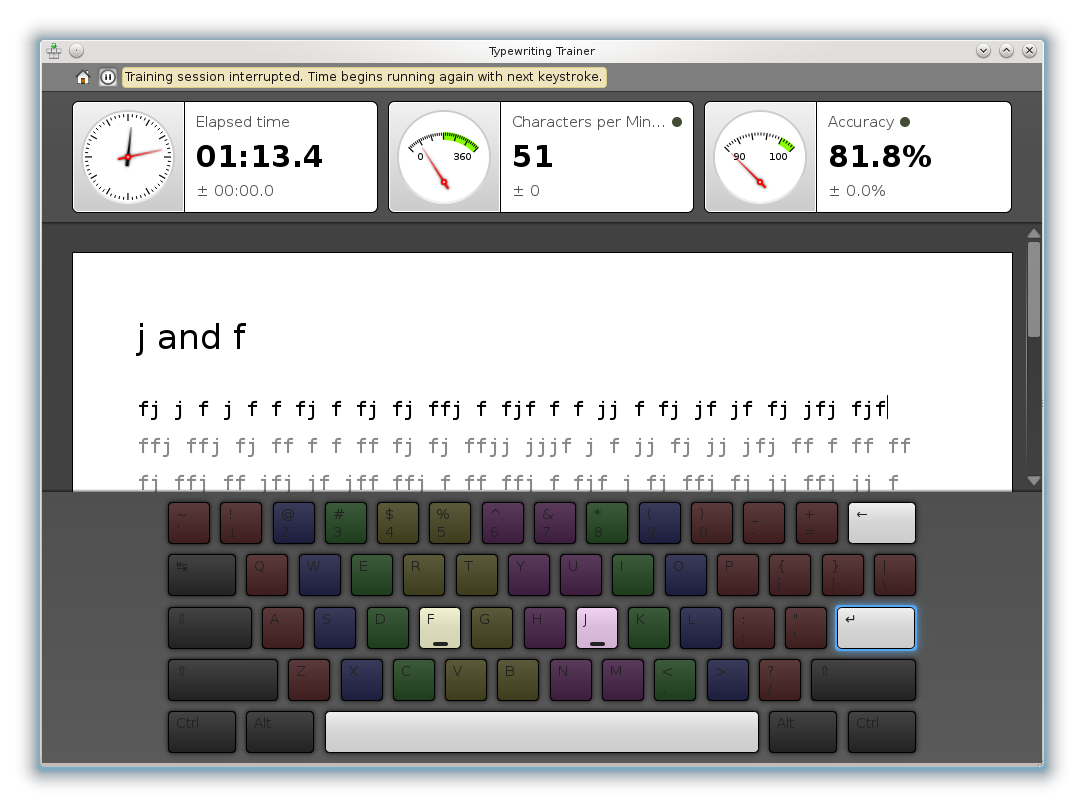 Typewriting Trainer
Training session interrupted. Time begins running again with next keystroke.
Elapsed time
01:13.4
± 00:00.0
0 360
Characters per Min...
51
± 0
90 100
Accuracy
81.8%
± 0.0%
j and f
fj j f j f f fj f fj fj ffj f fjf f f jj f fj jf jf fj jfj fjf
ffj ffj fj ff f f ff fj fj ffjj jjjf j f jj fj jj jfj ff f ff ff
fj ffj ff jfj jf jff ffj f ff ffj f fjf j fj ffj fj jj ffj jj f
~ ! @ # $ % ^ & * ( ) _ + ←
` 1 2 3 4 5 6 7 8 9 0 - =
↹ Q W E R T Y U I O P { } |
[ ] \
⇩ A S D F G H J K L : " ↵
; '
⇧ Z X C V B N M < > ? ⇧
, . /
Ctrl Alt Alt Ctrl